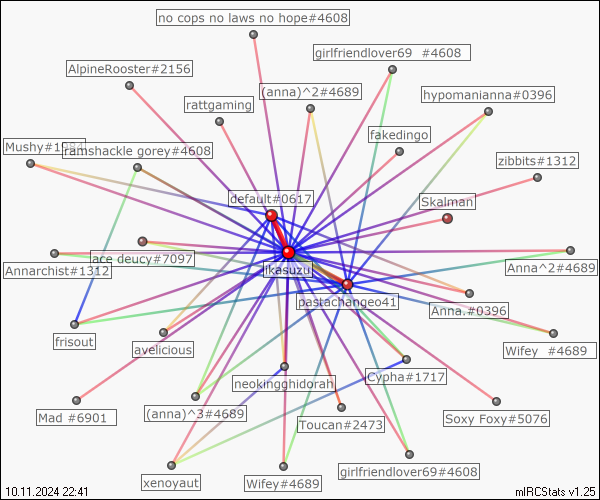 no cops no laws no hope#4608
girlfriendlover69 #4608
AlpineRooster#2156
(anna)^2#4689
hypomanianna#0396
rattgaming
fakedingo
Mushy#1984
ramshackle gorey#4608
zibbits#1312
default#0617
Skalman
ace deucy#7097
Annarchist#1312
jikasuzu
Anna^2#4689
pastachangeo41
Anna.#0396
frisout
avelicious
Wifey #4689
neokingghidorah
Cypha#1717
Mad #6901
(anna)^3#4689
Toucan#2473
Soxy Foxy#5076
xenoyaut
Wifey#4689
girlfriendlover69#4608
10.11.2024 22:41
mIRCStats v1.25